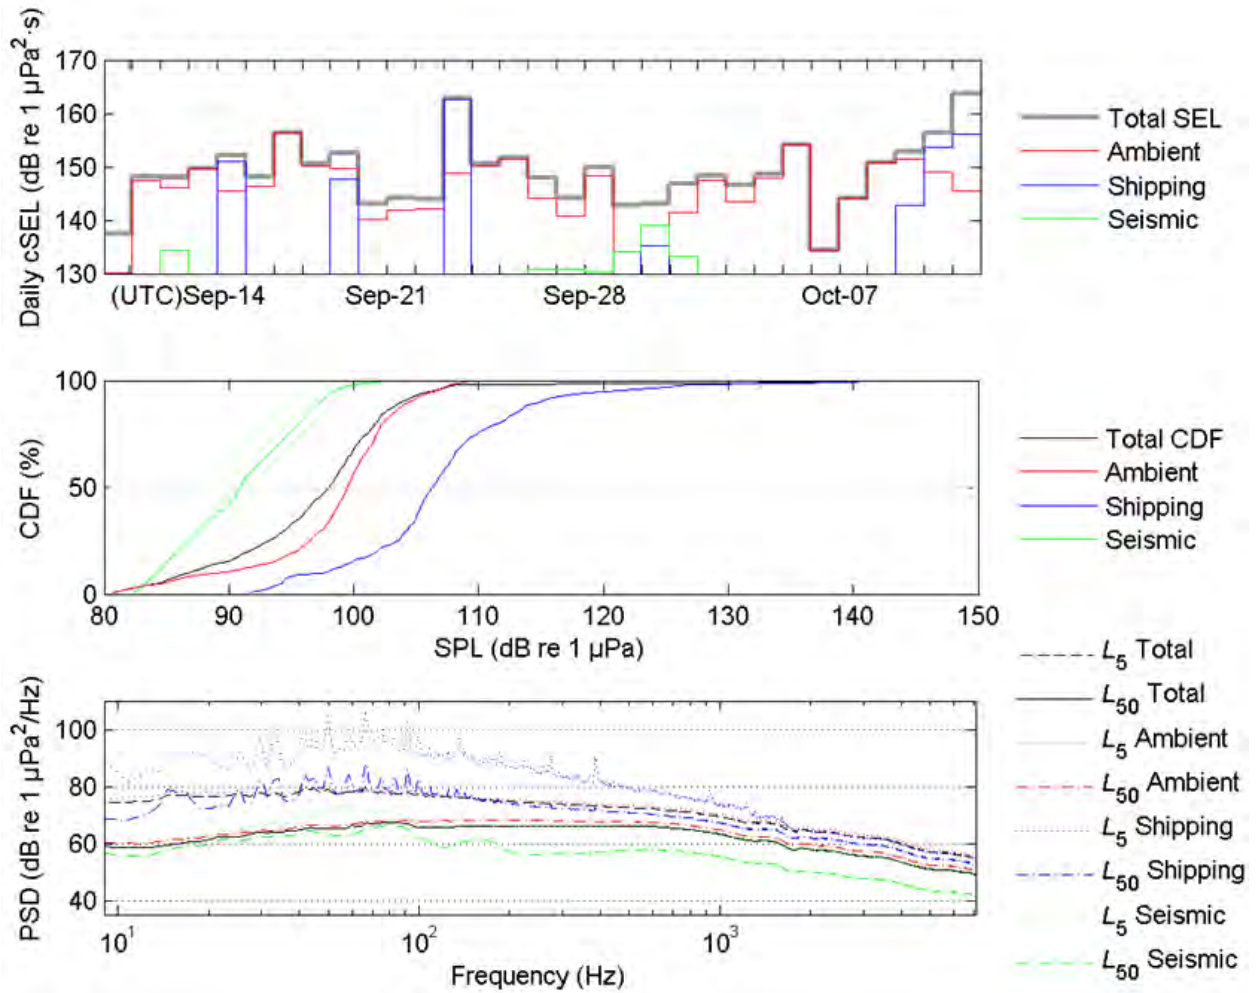 Daily cSEL (dB re 1 µPa²·s)
170
160
150
140
130
(UTC)Sep-14 Sep-21 Sep-28 Oct-07
Total SEL
Ambient
Shipping
Seismic
CDF (%)
100
50
0
80 90 100 110 120 130 140 150
SPL (dB re 1 µPa)
Total CDF
Ambient
Shipping
Seismic
PSD (dB re 1 µPa²/Hz)
100
80
60
40
10¹ 10² 10³
Frequency (Hz)
L₅ Total
L₅₀ Total
L₅ Ambient
L₅₀ Ambient
L₅ Shipping
L₅₀ Shipping
L₅ Seismic
L₅₀ Seismic